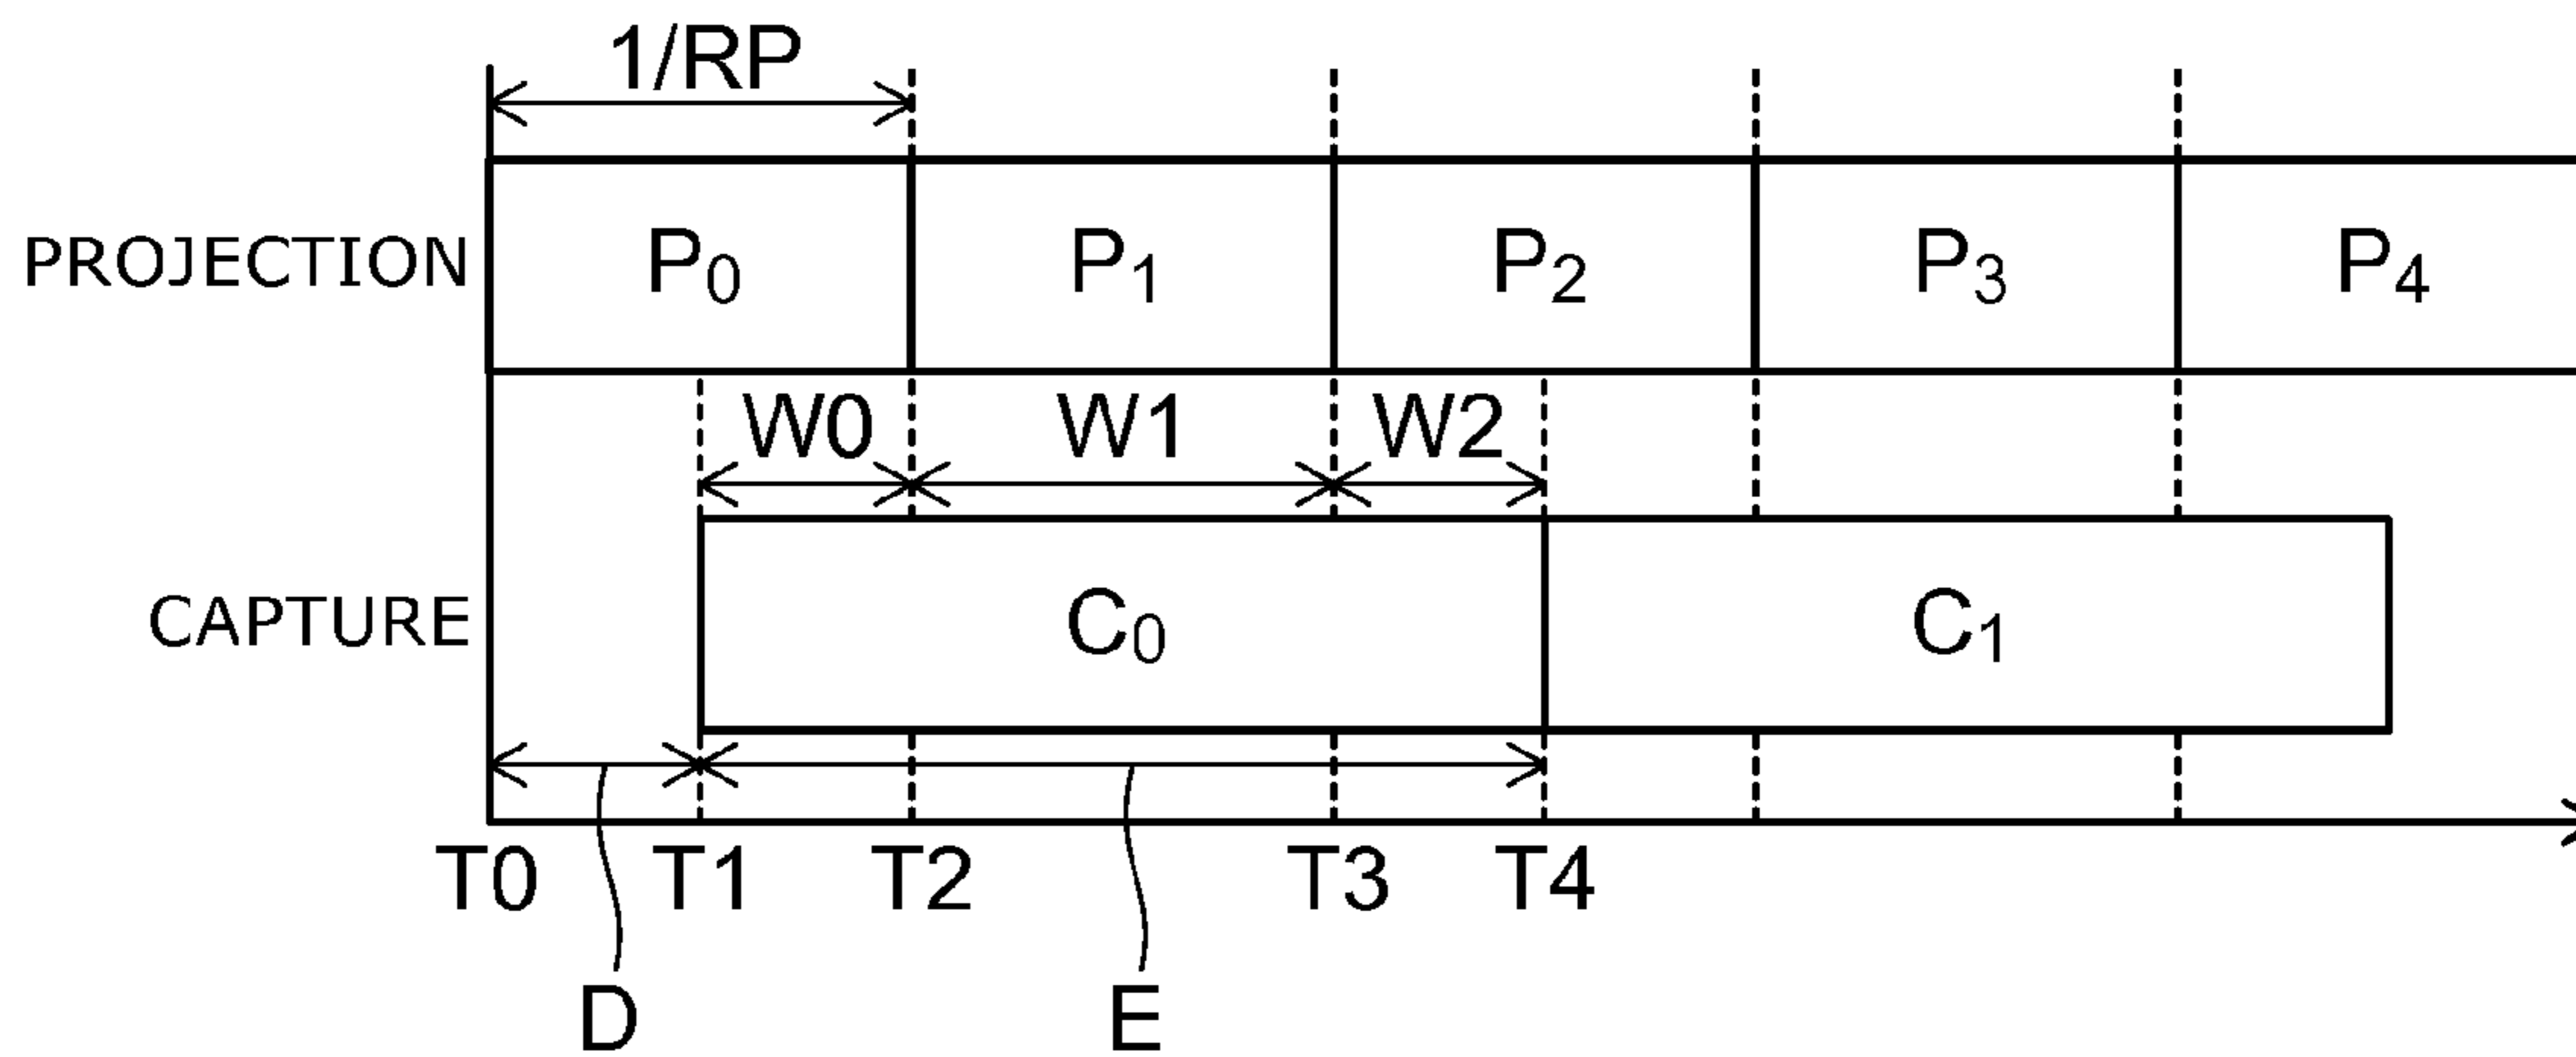 1/RP
PROJECTION P₀ P₁ P₂ P₃ P₄
W0 W1 W2
CAPTURE C₀ C₁
T0 T1 T2 T3 T4
D E